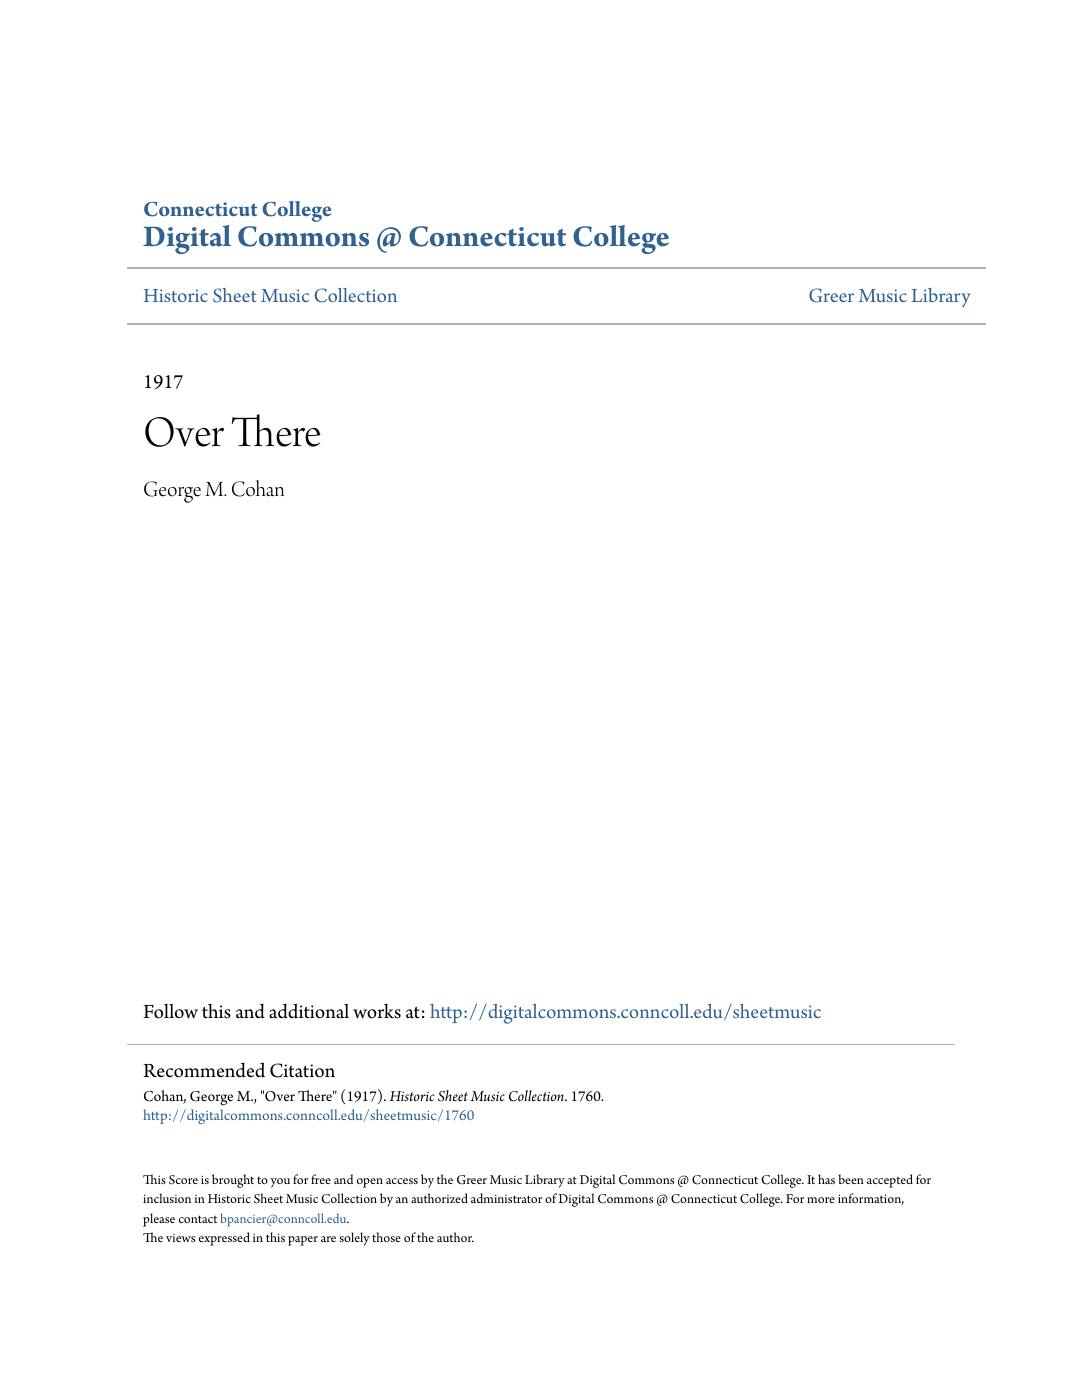 Connecticut College
Digital Commons @ Connecticut College
Historic Sheet Music Collection
Greer Music Library
1917
Over There
George M. Cohan
Follow this and additional works at: http://digitalcommons.conncoll.edu/sheetmusic
Recommended Citation
Cohan, George M., "Over There" (1917). Historic Sheet Music Collection. 1760.
http://digitalcommons.conncoll.edu/sheetmusic/1760
This Score is brought to you for free and open access by the Greer Music Library at Digital Commons @ Connecticut College. It has been accepted for
inclusion in Historic Sheet Music Collection by an authorized administrator of Digital Commons @ Connecticut College. For more information,
please contact bpancier@conncoll.edu.
The views expressed in this paper are solely those of the author.